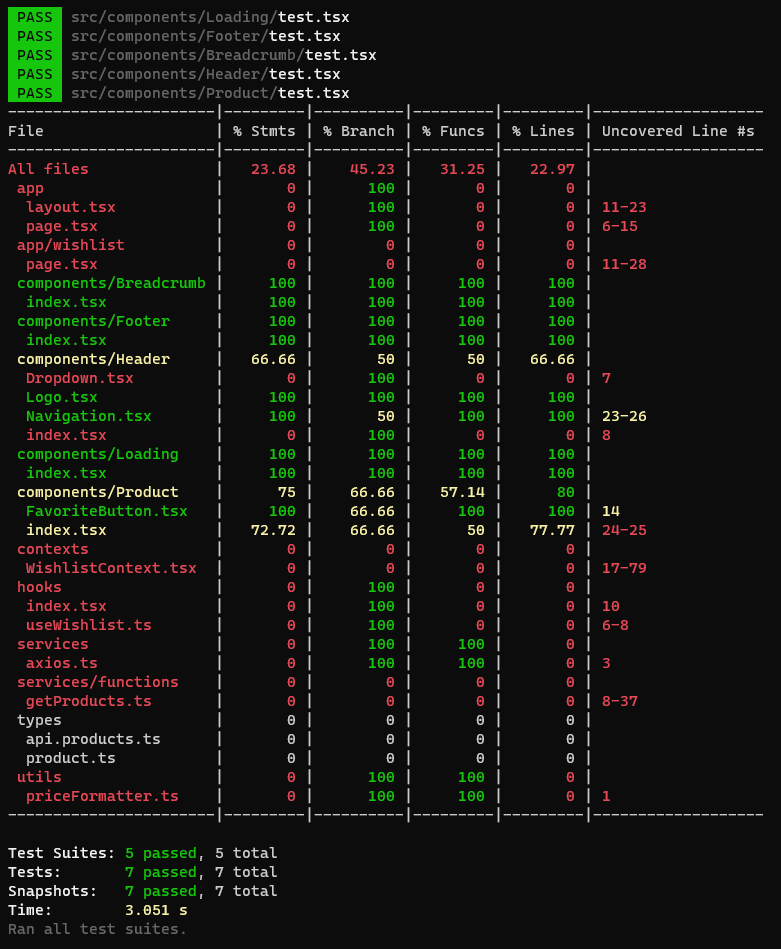 PASS src/components/Loading/test.tsx
PASS src/components/Footer/test.tsx
PASS src/components/Breadcrumb/test.tsx
PASS src/components/Header/test.tsx
PASS src/components/Product/test.tsx
-----------------------|---------|----------|---------|---------|-------------------
File                   | % Stmts | % Branch | % Funcs | % Lines | Uncovered Line #s
-----------------------|---------|----------|---------|---------|-------------------
All files              |   23.68 |    45.23 |   31.25 |   22.97 |
 app                   |       0 |      100 |       0 |       0 |
  layout.tsx           |       0 |      100 |       0 |       0 | 11-23
  page.tsx             |       0 |      100 |       0 |       0 | 6-15
 app/wishlist          |       0 |        0 |       0 |       0 |
  page.tsx             |       0 |        0 |       0 |       0 | 11-28
 components/Breadcrumb |     100 |      100 |     100 |     100 |
  index.tsx            |     100 |      100 |     100 |     100 |
 components/Footer     |     100 |      100 |     100 |     100 |
  index.tsx            |     100 |      100 |     100 |     100 |
 components/Header     |   66.66 |       50 |      50 |   66.66 |
  Dropdown.tsx         |       0 |      100 |       0 |       0 | 7
  Logo.tsx             |     100 |      100 |     100 |     100 |
  Navigation.tsx       |     100 |       50 |     100 |     100 | 23-26
  index.tsx            |       0 |      100 |       0 |       0 | 8
 components/Loading    |     100 |      100 |     100 |     100 |
  index.tsx            |     100 |      100 |     100 |     100 |
 components/Product    |      75 |    66.66 |   57.14 |      80 |
  FavoriteButton.tsx   |     100 |    66.66 |     100 |     100 | 14
  index.tsx            |   72.72 |    66.66 |      50 |   77.77 | 24-25
 contexts              |       0 |        0 |       0 |       0 |
  WishlistContext.tsx  |       0 |        0 |       0 |       0 | 17-79
 hooks                 |       0 |      100 |       0 |       0 |
  index.tsx            |       0 |      100 |       0 |       0 | 10
  useWishlist.ts       |       0 |      100 |       0 |       0 | 6-8
 services              |       0 |      100 |     100 |       0 |
  axios.ts             |       0 |      100 |     100 |       0 | 3
 services/functions    |       0 |        0 |       0 |       0 |
  getProducts.ts       |       0 |        0 |       0 |       0 | 8-37
 types                 |       0 |        0 |       0 |       0 |
  api.products.ts      |       0 |        0 |       0 |       0 |
  product.ts           |       0 |        0 |       0 |       0 |
 utils                 |       0 |      100 |     100 |       0 |
  priceFormatter.ts    |       0 |      100 |     100 |       0 | 1
-----------------------|---------|----------|---------|---------|-------------------
Test Suites: 5 passed, 5 total
Tests:       7 passed, 7 total
Snapshots:   7 passed, 7 total
Time:        3.051 s
Ran all test suites.